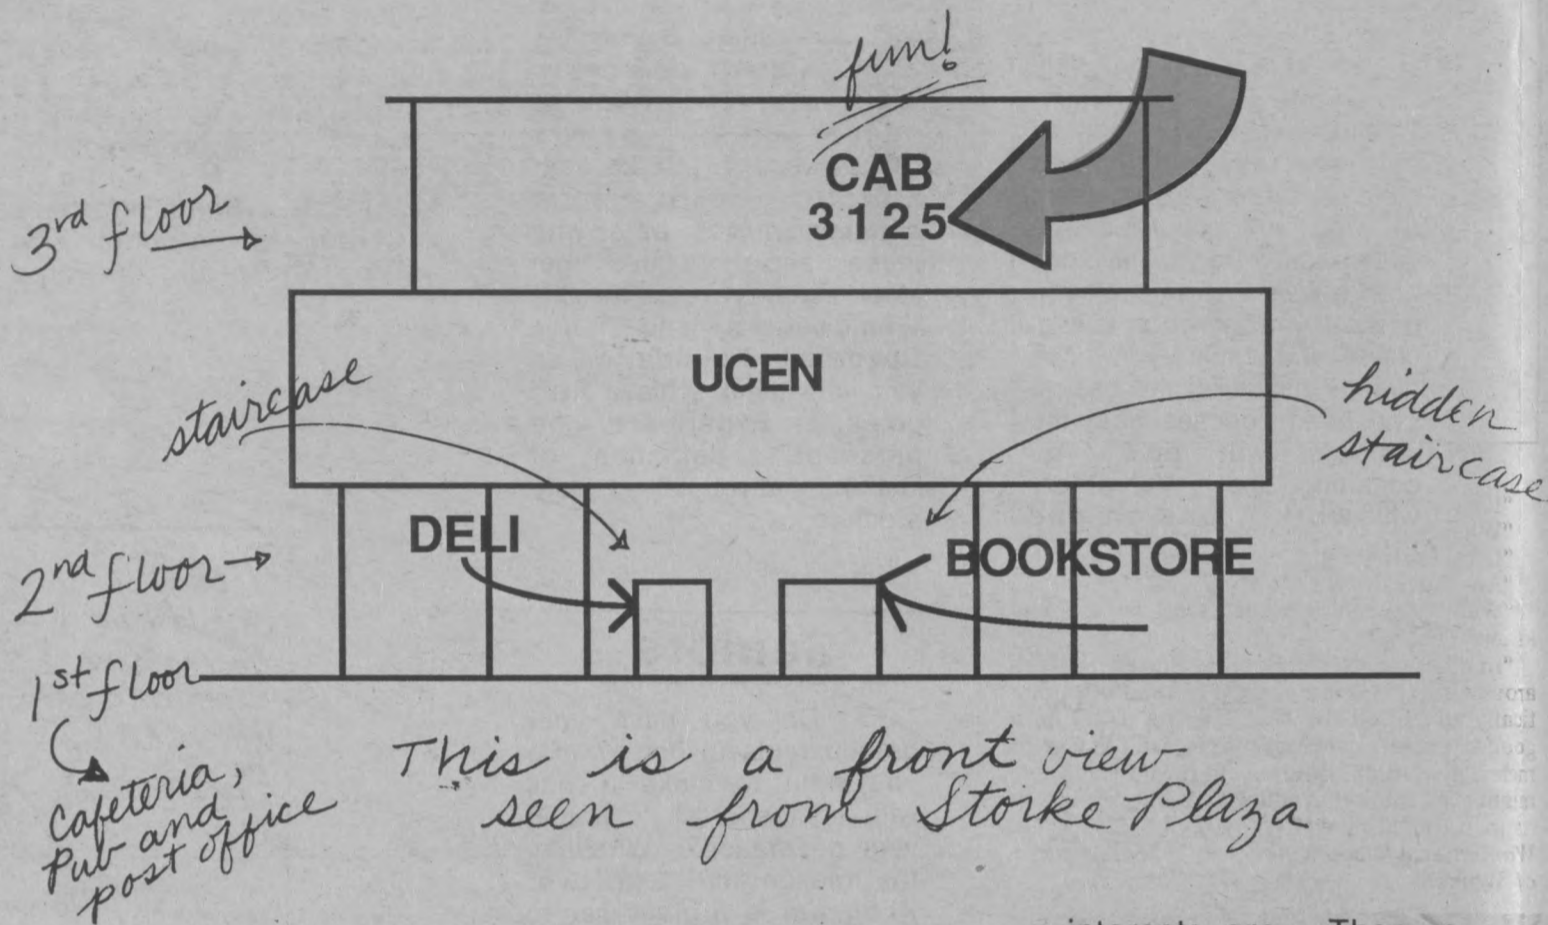 fun!
CAB
3125
3rd floor
UCEN
staircase
hidden
staircase
DELI
BOOKSTORE
2nd floor
1st floor
Cafeteria,
Pub and
post office
This is a front view
seen from Storke Plaza